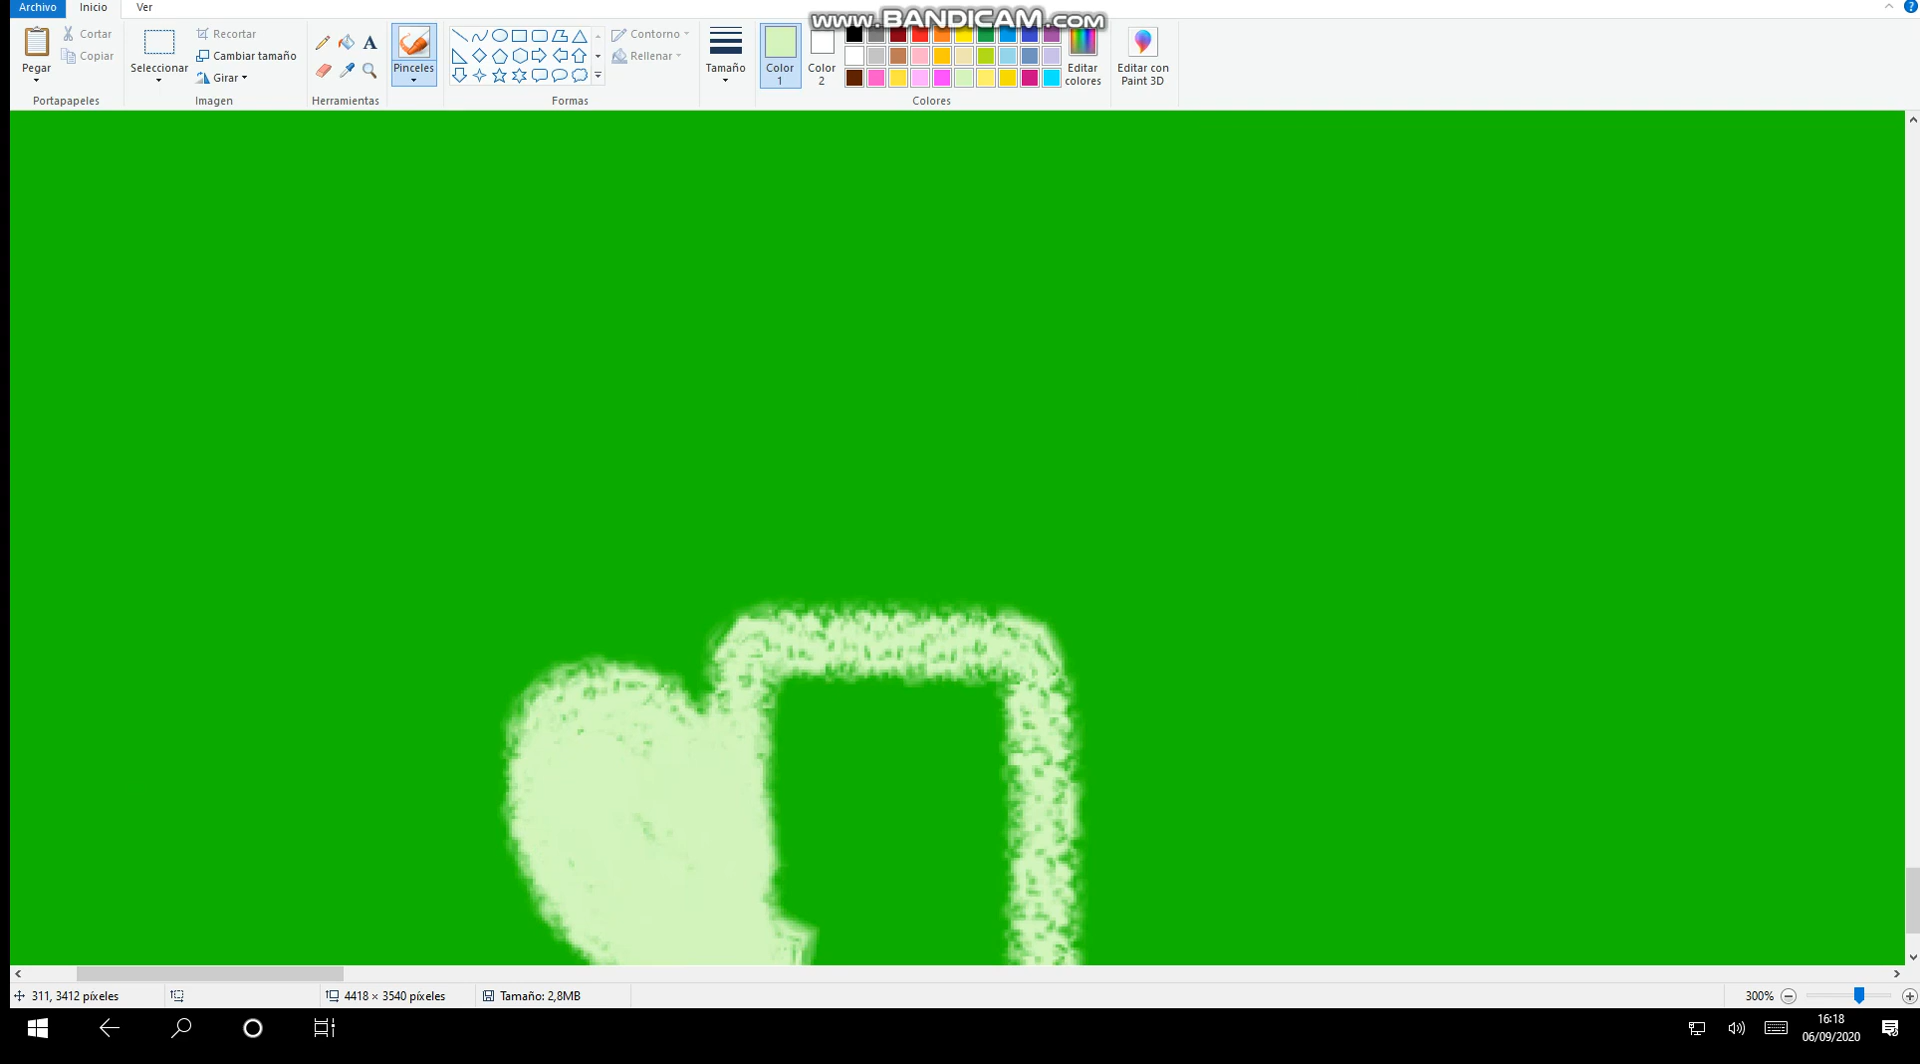 Archivo Inicio Ver
www.BANDICAM.com
Pegar
Cortar
Copiar
Portapapeles
Seleccionar
Recortar
Cambiar tamaño
Girar
Imagen
A
Herramientas
Pinceles
Formas
Contorno
Rellenar
Tamaño
Color
1
Color
2
Colores
Editar
colores
Editar con
Paint 3D
311, 3412 píxeles
4418 × 3540 píxeles
Tamaño: 2,8MB
300%
16:18
06/09/2020